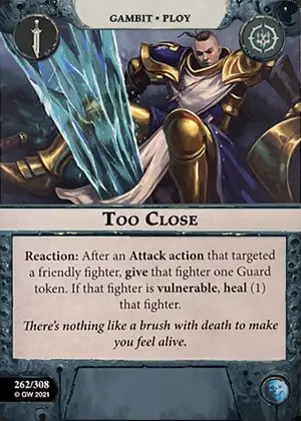 GAMBIT • PLOY
TOO CLOSE
Reaction: After an Attack action that targeted
a friendly fighter, give that fighter one Guard
token. If that fighter is vulnerable, heal (1)
that fighter.
There's nothing like a brush with death to make
you feel alive.
262/308
© GW 2021